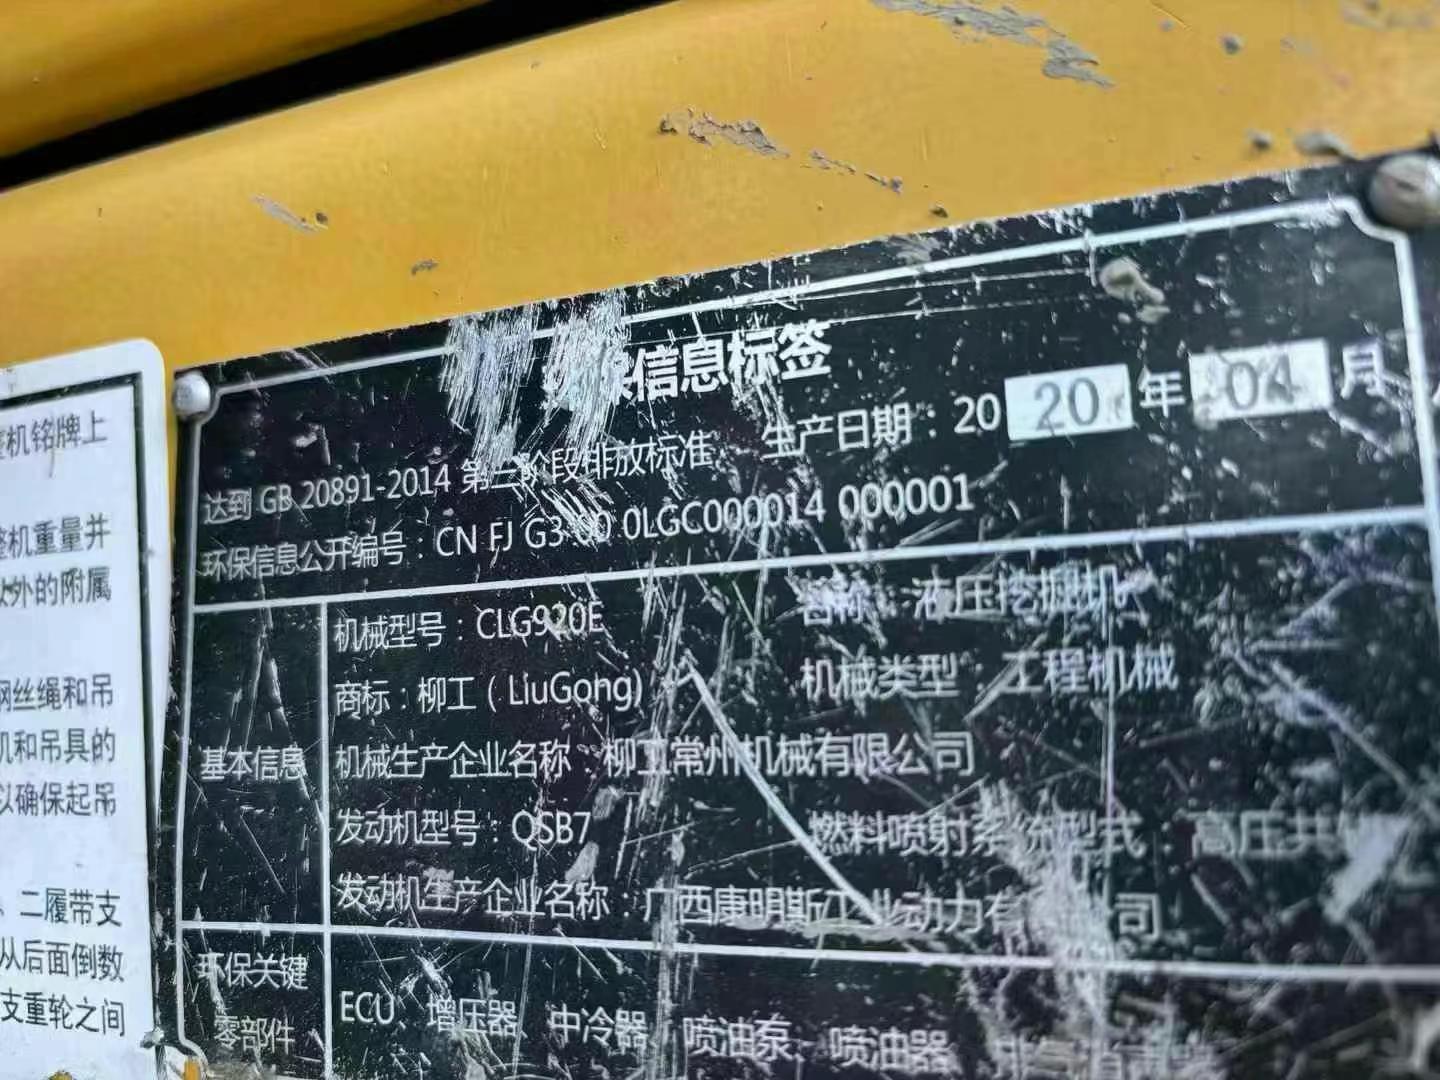 机铭牌上
整机重量并
次外的附属
钢丝绳和吊
机和吊具的
以确保起吊
、二履带支
从后面倒数
支重轮之间
环保信息标签
生产日期：20 20 年 04 月
达到 GB 20891-2014 第三阶段排放标准
环保信息公开编号：CN FJ G3 00 0LGC000014 000001
基本信息
机械型号：CLG920E 名称：液压挖掘机
商标：柳工（LiuGong） 机械类型：工程机械
机械生产企业名称：柳工常州机械有限公司
发动机型号：QSB7 燃料喷射系统型式：高压共
发动机生产企业名称：广西康明斯工业动力有 公司
环保关键
零部件
ECU、增压器、中冷器、喷油泵、喷油器、